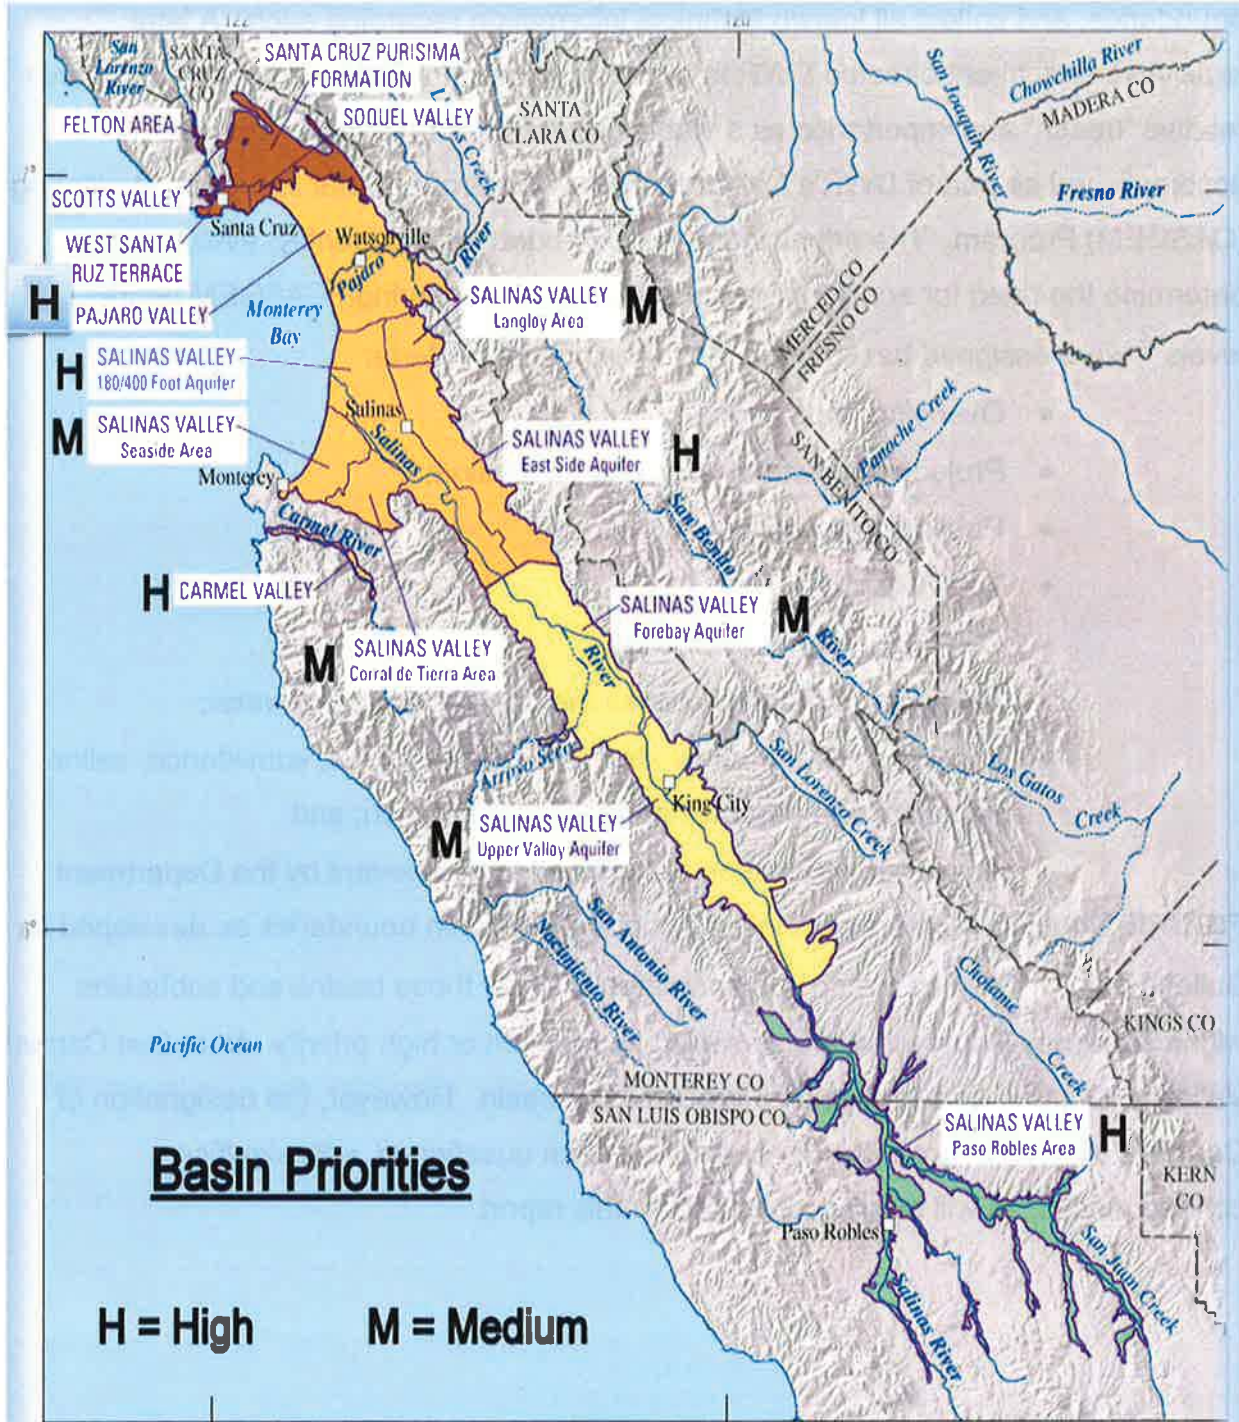 122
120
San
Lorenzo
River
SANTA
CRUZ
CO
SANTA CRUZ PURISIMA
FORMATION
SOQUEL VALLEY
FELTON AREA
SCOTTS VALLEY
WEST SANTA
RUZ TERRACE
Santa Cruz
Watsonville
Pajaro
River
Creek
SANTA
CLARA CO
San Joaquin River
Chowchilla River
MADERA CO
Fresno River
H
PAJARO VALLEY
Monterey
Bay
SALINAS VALLEY
Langley Area
M
MERCED CO
FRESNO CO
H
SALINAS VALLEY
180/400 Foot Aquifer
M
SALINAS VALLEY
Seaside Area
Salinas
Salinas
SALINAS VALLEY
East Side Aquifer
H
Panoche Creek
SAN BENITO CO
Monterey
Carmel River
San Benito
River
H
CARMEL VALLEY
M
SALINAS VALLEY
Corral de Tierra Area
SALINAS VALLEY
Forebay Aquifer
M
River
Arroyo Seco
San Lorenzo Creek
Los Gatos
Creek
King City
M
SALINAS VALLEY
Upper Valley Aquifer
San Antonio River
Nacimiento River
Cholame
Creek
KINGS CO
Pacific Ocean
MONTEREY CO
SAN LUIS OBISPO CO
SALINAS VALLEY
Paso Robles Area
H
KERN
CO
Basin Priorities
Paso Robles
Salinas River
San Juan Creek
H = High
M = Medium